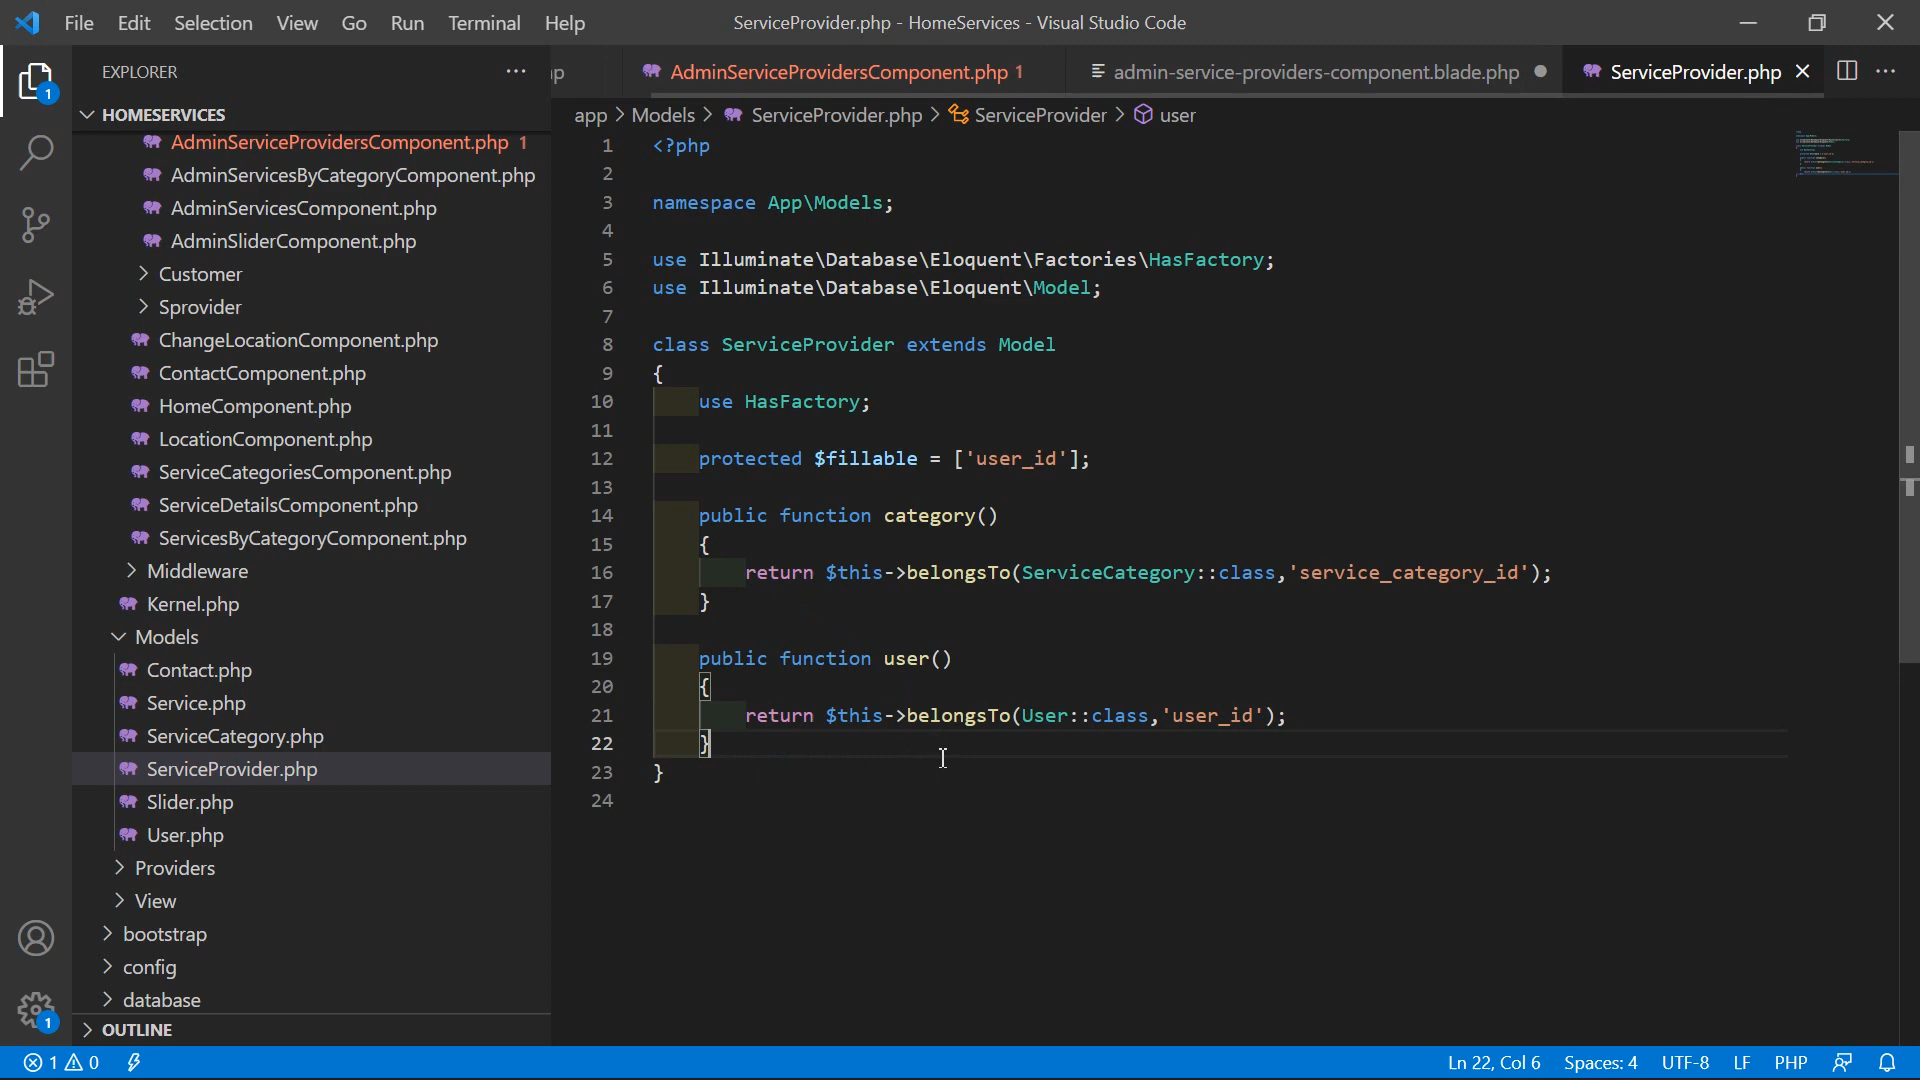 File Edit Selection View Go Run Terminal Help
ServiceProvider.php - HomeServices - Visual Studio Code
EXPLORER
AdminServiceProvidersComponent.php 1
admin-service-providers-component.blade.php
ServiceProvider.php
HOMESERVICES
app > Models > ServiceProvider.php > ServiceProvider > user
AdminServiceProvidersComponent.php 1
AdminServicesByCategoryComponent.php
AdminServicesComponent.php
AdminSliderComponent.php
Customer
Sprovider
ChangeLocationComponent.php
ContactComponent.php
HomeComponent.php
LocationComponent.php
ServiceCategoriesComponent.php
ServiceDetailsComponent.php
ServicesByCategoryComponent.php
Middleware
Kernel.php
Models
Contact.php
Service.php
ServiceCategory.php
ServiceProvider.php
Slider.php
User.php
Providers
View
bootstrap
config
database
OUTLINE
1 <?php
2
3 namespace App\Models;
4
5 use Illuminate\Database\Eloquent\Factories\HasFactory;
6 use Illuminate\Database\Eloquent\Model;
7
8 class ServiceProvider extends Model
9 {
10 use HasFactory;
11
12 protected $fillable = ['user_id'];
13
14 public function category()
15 {
16 return $this->belongsTo(ServiceCategory::class,'service_category_id');
17 }
18
19 public function user()
20 {
21 return $this->belongsTo(User::class,'user_id');
22 }
23 }
24
1
1
1 0
Ln 22, Col 6 Spaces: 4 UTF-8 LF PHP